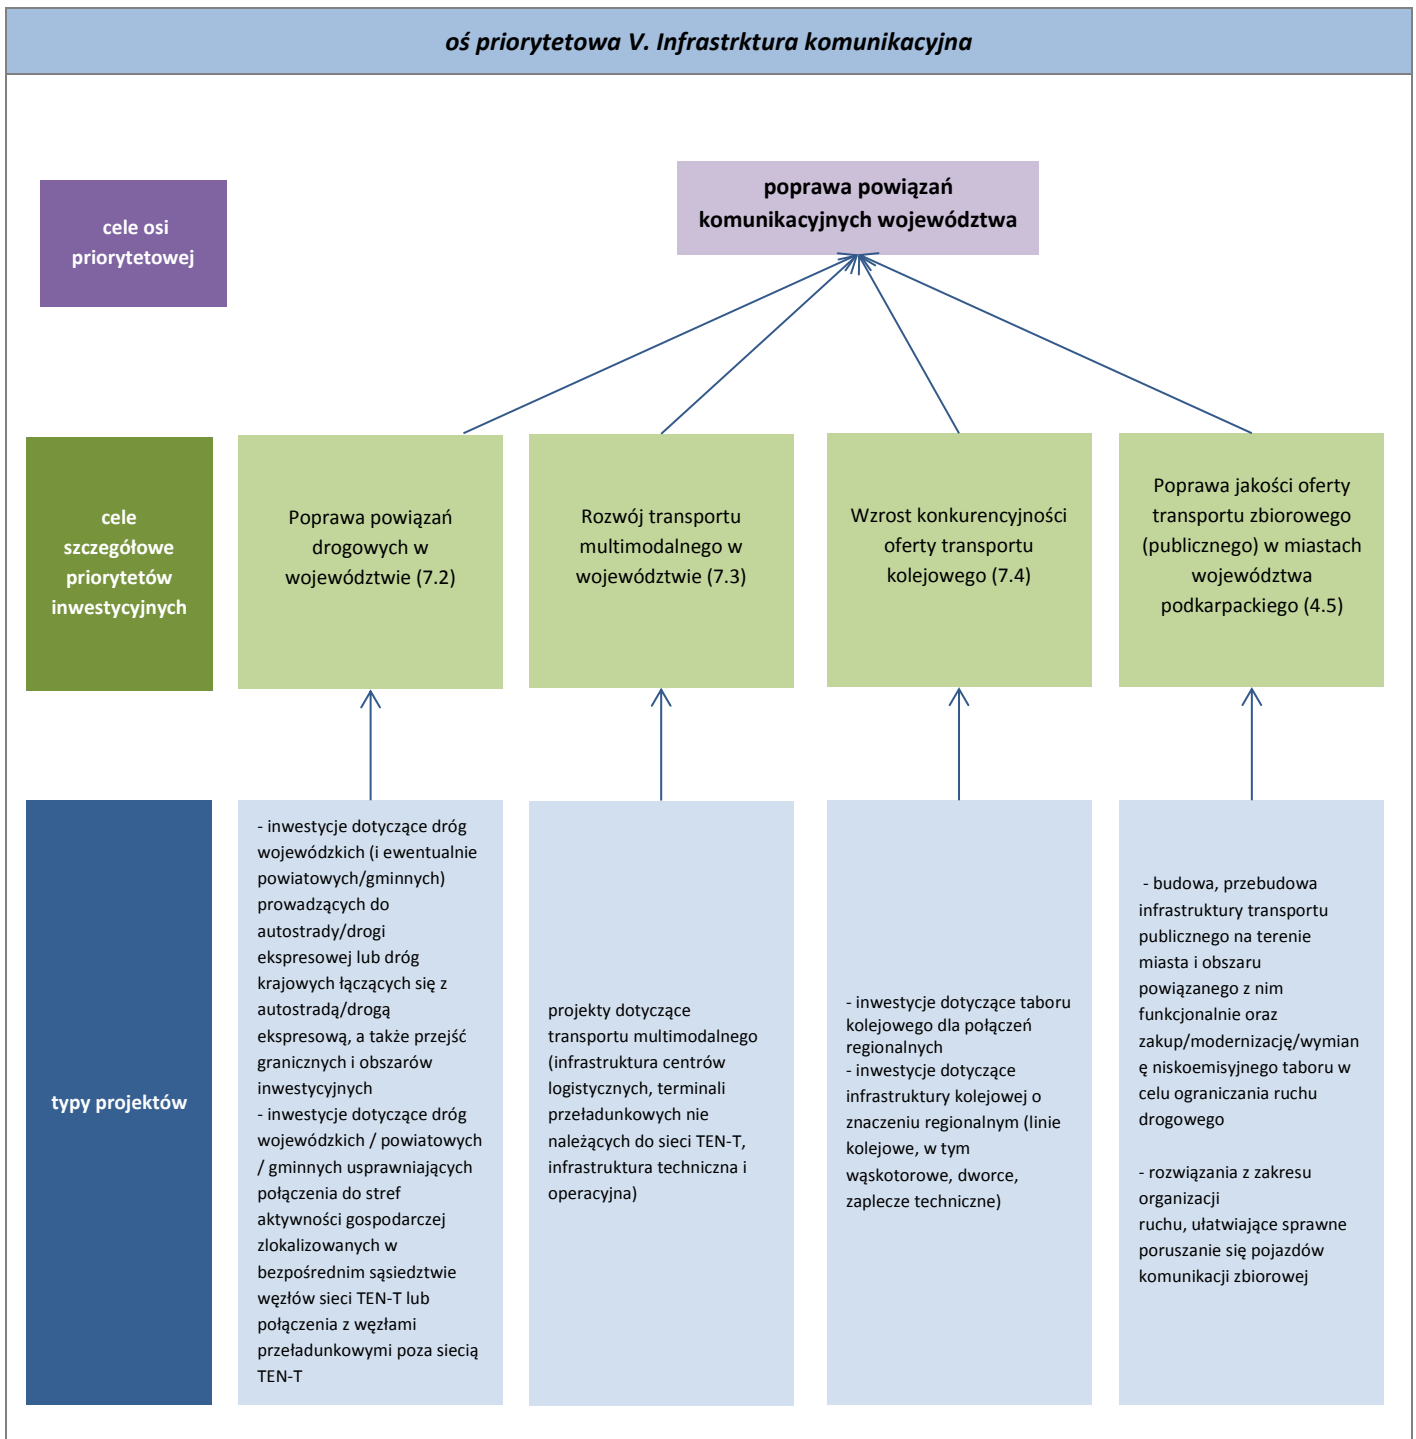 oś priorytetowa V. Infrastrktura komunikacyjna
cele osi
priorytetowej
poprawa powiązań
komunikacyjnych województwa
cele
szczegółowe
priorytetów
inwestycyjnych
Poprawa powiązań
drogowych w
województwie (7.2)
Rozwój transportu
multimodalnego w
województwie (7.3)
Wzrost konkurencyjności
oferty transportu
kolejowego (7.4)
Poprawa jakości oferty
transportu zbiorowego
(publicznego) w miastach
województwa
podkarpackiego (4.5)
typy projektów
- inwestycje dotyczące dróg
wojewódzkich (i ewentualnie
powiatowych/gminnych)
prowadzących do
autostrady/drogi
ekspresowej lub dróg
krajowych łączących się z
autostradą/drogą
ekspresową, a także przejść
granicznych i obszarów
inwestycyjnych
- inwestycje dotyczące dróg
wojewódzkich / powiatowych
/ gminnych usprawniających
połączenia do stref
aktywności gospodarczej
zlokalizowanych w
bezpośrednim sąsiedztwie
węzłów sieci TEN-T lub
połączenia z węzłami
przeładunkowymi poza siecią
TEN-T
projekty dotyczące
transportu multimodalnego
(infrastruktura centrów
logistycznych, terminali
przeładunkowych nie
należących do sieci TEN-T,
infrastruktura techniczna i
operacyjna)
- inwestycje dotyczące taboru
kolejowego dla połączeń
regionalnych
- inwestycje dotyczące
infrastruktury kolejowej o
znaczeniu regionalnym (linie
kolejowe, w tym
wąskotorowe, dworce,
zaplecze techniczne)
- budowa, przebudowa
infrastruktury transportu
publicznego na terenie
miasta i obszaru
powiązanego z nim
funkcjonalnie oraz
zakup/modernizację/wymian
ę niskoemisyjnego taboru w
celu ograniczania ruchu
drogowego
- rozwiązania z zakresu
organizacji
ruchu, ułatwiające sprawne
poruszanie się pojazdów
komunikacji zbiorowej